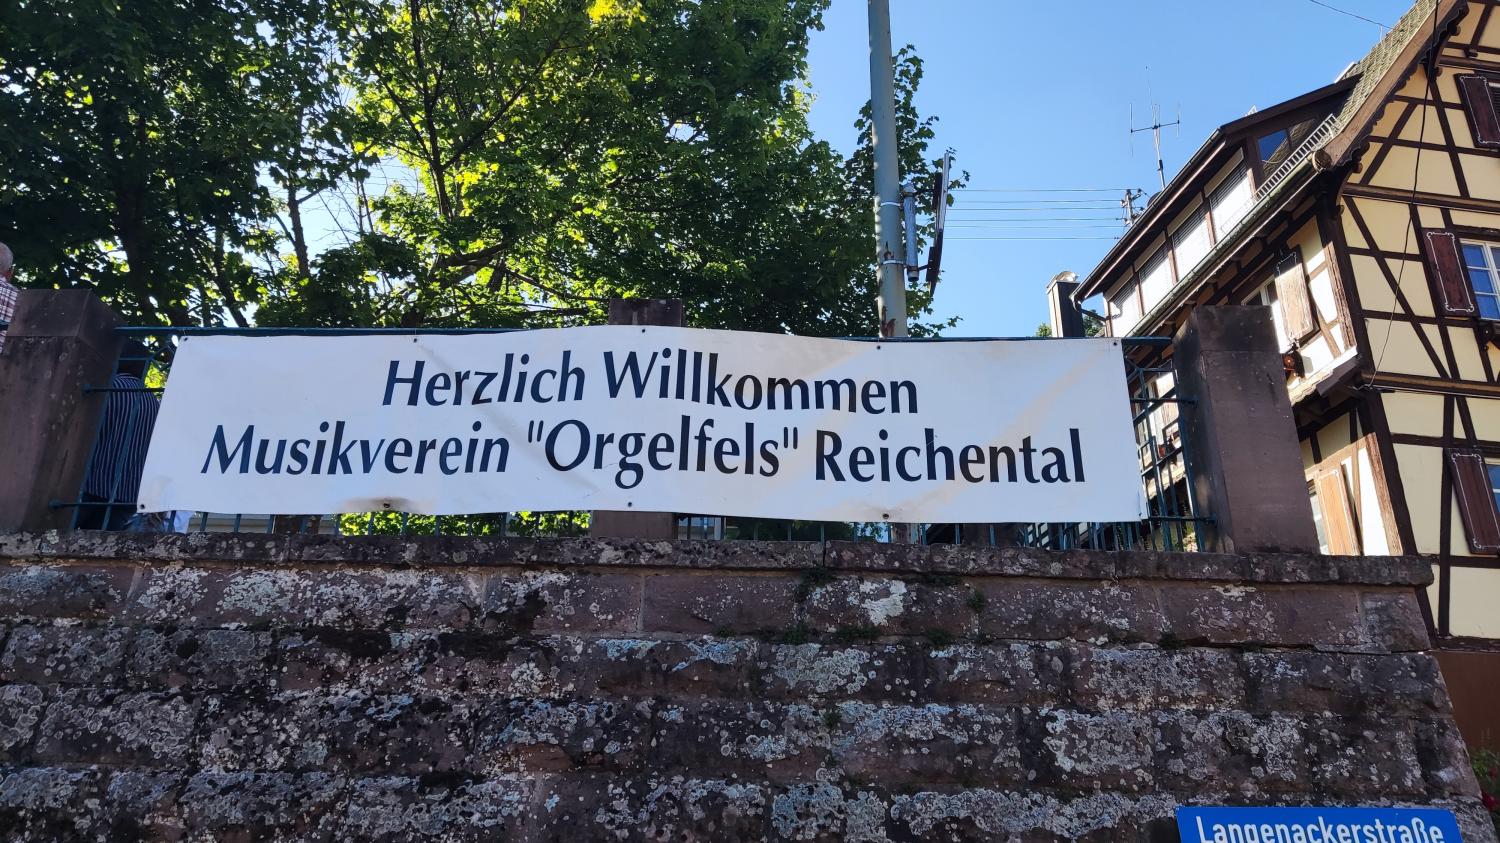 Herzlich Willkommen
Musikverein "Orgelfels" Reichental
Langenackerstraße